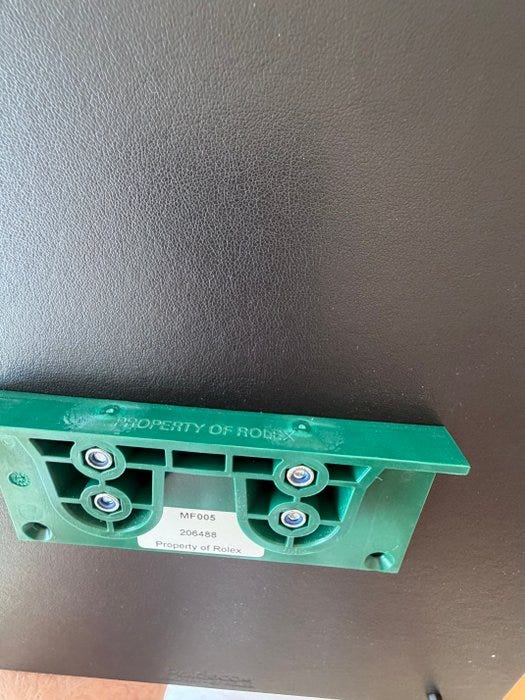 PROPERTY OF ROLEX
MF005
206488
Property of Rolex